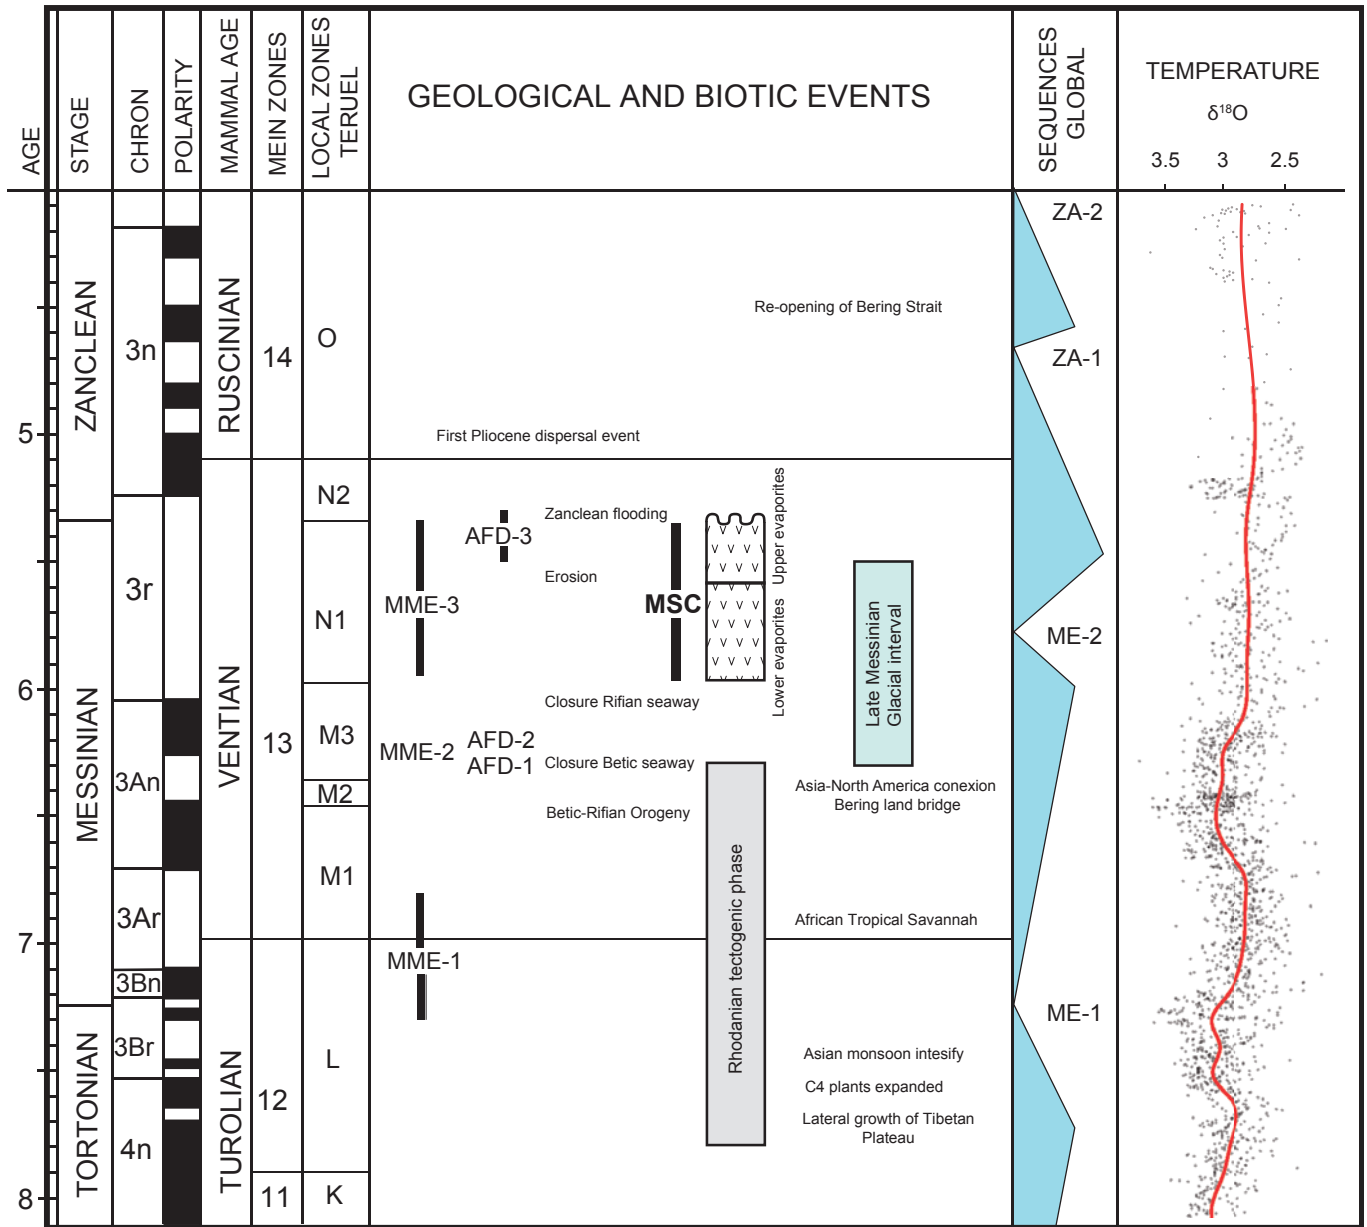 AGE
STAGE
CHRON
POLARITY
MAMMAL AGE
MEIN ZONES
LOCAL ZONES
TERUEL
GEOLOGICAL AND BIOTIC EVENTS
SEQUENCES
GLOBAL
TEMPERATURE
δ¹⁸O
3.5 3 2.5
5
6
7
8
ZANCLEAN
MESSINIAN
TORTONIAN
3n
3r
3An
3Ar
3Bn
3Br
4n
RUSCINIAN
VENTIAN
TUROLIAN
14
13
12
11
O
N2
N1
M3
M2
M1
L
K
Re-opening of Bering Strait
First Pliocene dispersal event
MME-3
MME-2
MME-1
AFD-3
AFD-2
AFD-1
Zanclean flooding
Erosion
Closure Rifian seaway
Closure Betic seaway
Betic-Rifian Orogeny
MSC
v v v v
v v v v
v v v v
v v v v
v v v v
v v v v
v v v v
v v v v
Upper evaporites
Lower evaporites
Late Messinian
Glacial interval
Rhodanian tectogenic phase
Asia-North America conexion
Bering land bridge
African Tropical Savannah
Asian monsoon intesify
C4 plants expanded
Lateral growth of Tibetan
Plateau
ZA-2
ZA-1
ME-2
ME-1